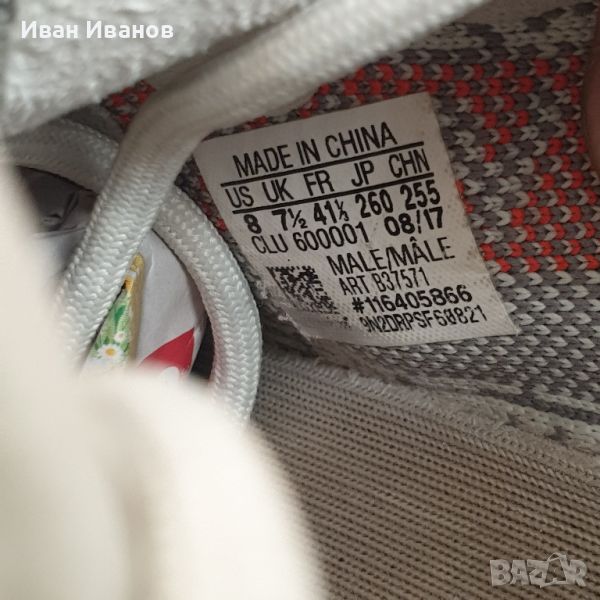 Иван Иванов
MADE IN CHINA
US UK FR JP CHN
8 7½ 41⅓ 260 255
CLU 600001 08/17
MALE/MÂLE
ART B37571
#116405866
9N2DRPSF68821
BAZAR